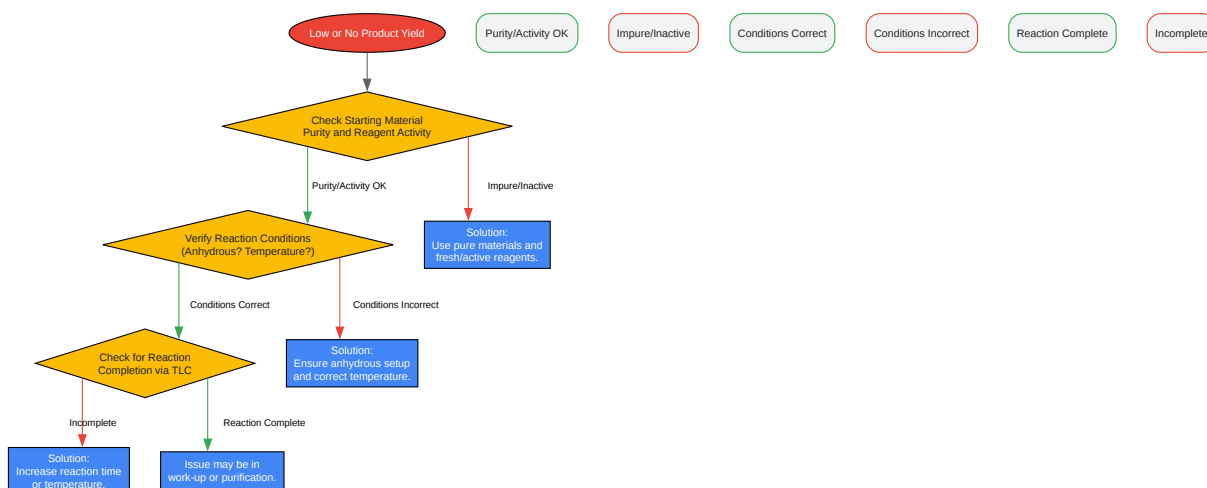 Low or No Product Yield
Purity/Activity OK
Impure/Inactive
Conditions Correct
Conditions Incorrect
Reaction Complete
Incomplete
Check Starting Material
Purity and Reagent Activity
Purity/Activity OK
Impure/Inactive
Verify Reaction Conditions
(Anhydrous? Temperature?)
Solution:
Use pure materials and
fresh/active reagents.
Conditions Correct
Conditions Incorrect
Check for Reaction
Completion via TLC
Solution:
Ensure anhydrous setup
and correct temperature.
Incomplete
Reaction Complete
Solution:
Increase reaction time
or temperature.
Issue may be in
work-up or purification.